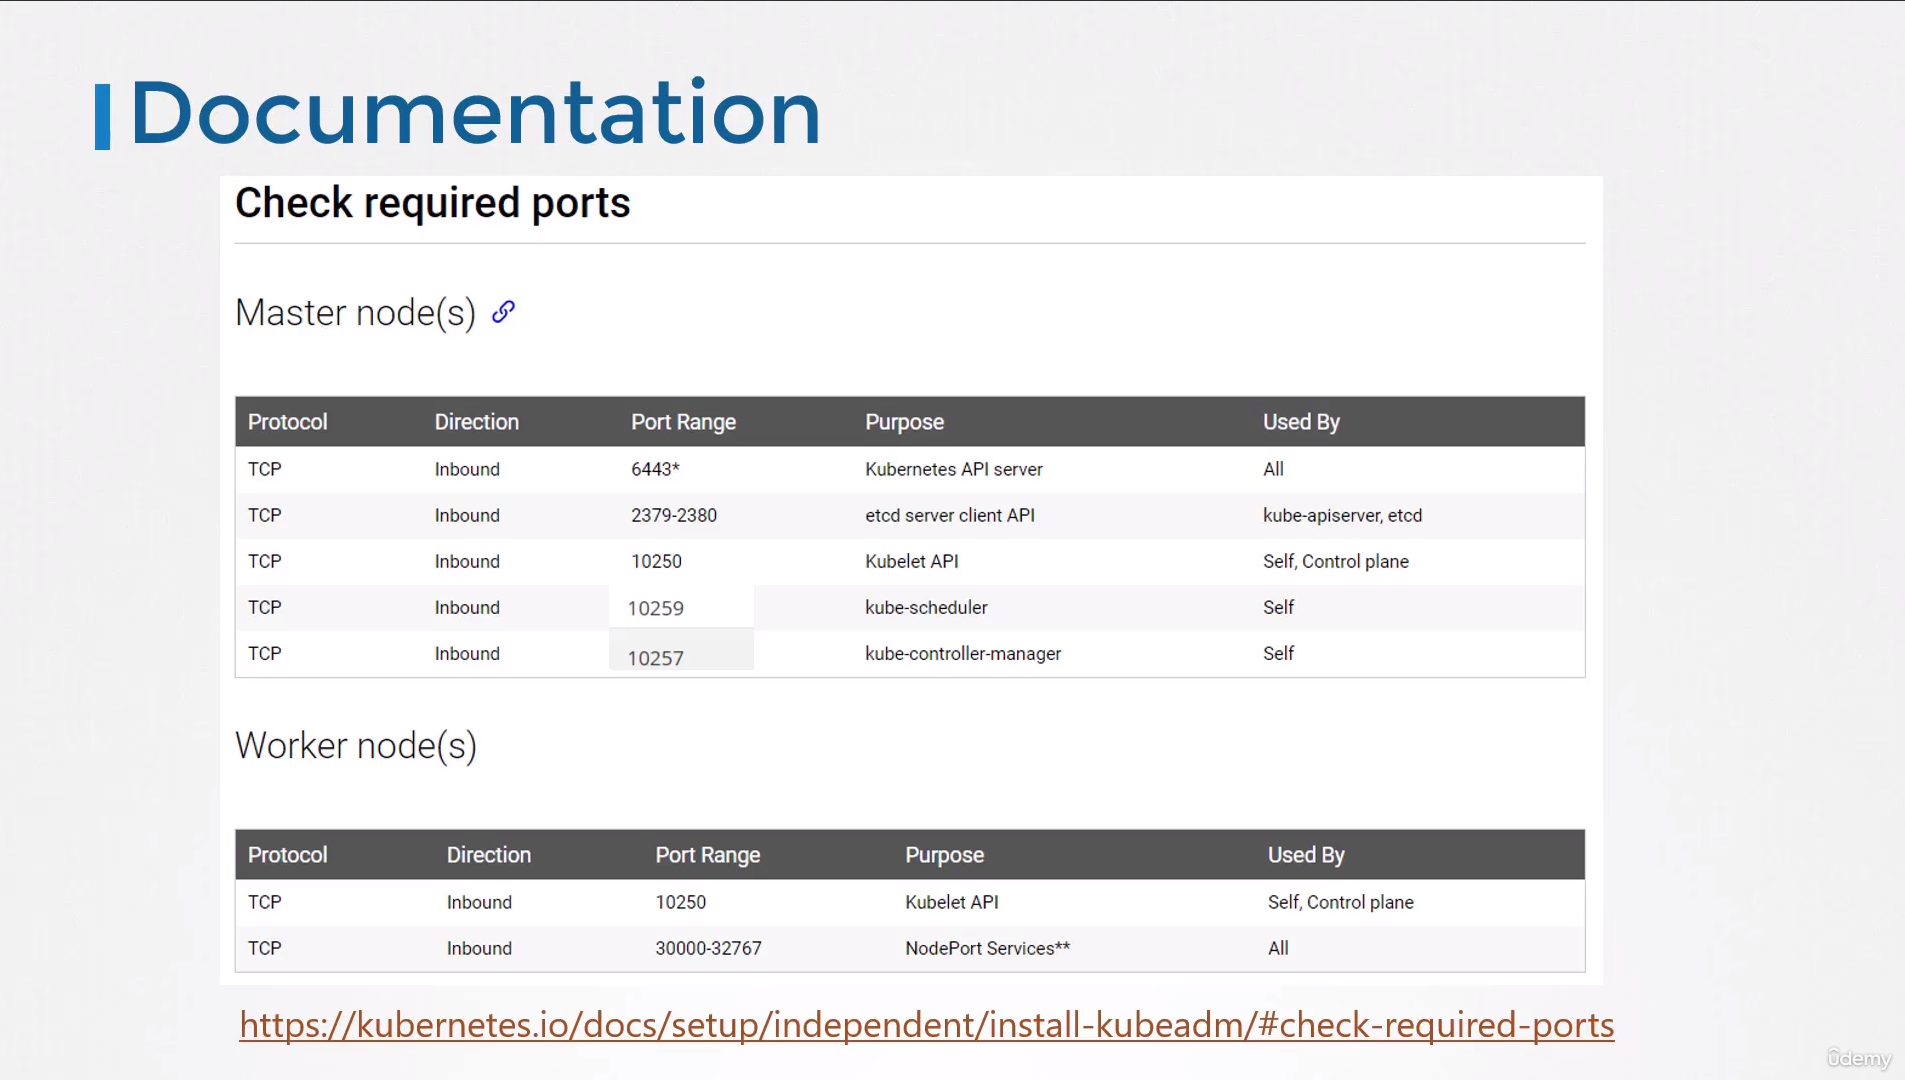 Documentation
Check required ports
Master node(s)
Protocol Direction Port Range Purpose Used By
TCP Inbound 6443* Kubernetes API server All
TCP Inbound 2379-2380 etcd server client API kube-apiserver, etcd
TCP Inbound 10250 Kubelet API Self, Control plane
TCP Inbound 10259 kube-scheduler Self
TCP Inbound 10257 kube-controller-manager Self
Worker node(s)
Protocol Direction Port Range Purpose Used By
TCP Inbound 10250 Kubelet API Self, Control plane
TCP Inbound 30000-32767 NodePort Services** All
https://kubernetes.io/docs/setup/independent/install-kubeadm/#check-required-ports
ûdemy